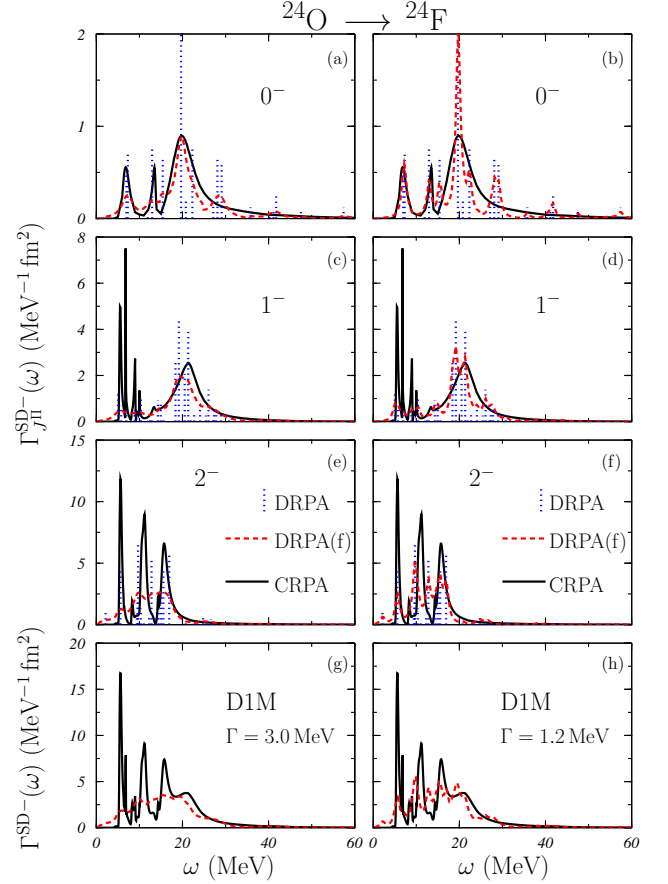 ²⁴O ⟶ ²⁴F
2
1
0
(a)
0⁻
(b)
0⁻
8
6
4
2
0
(c)
1⁻
(d)
1⁻
15
10
5
0
(e)
2⁻
(f)
2⁻
DRPA
DRPA(f)
CRPA
DRPA
DRPA(f)
CRPA
20
15
10
5
0
(g)
D1M
Γ = 3.0 MeV
(h)
D1M
Γ = 1.2 MeV
0 20 40 60
0 20 40 60
ω (MeV)
ω (MeV)
Γ^{SD−}_{J^Π}(ω) (MeV⁻¹ fm²)
Γ^{SD−}(ω) (MeV⁻¹fm²)